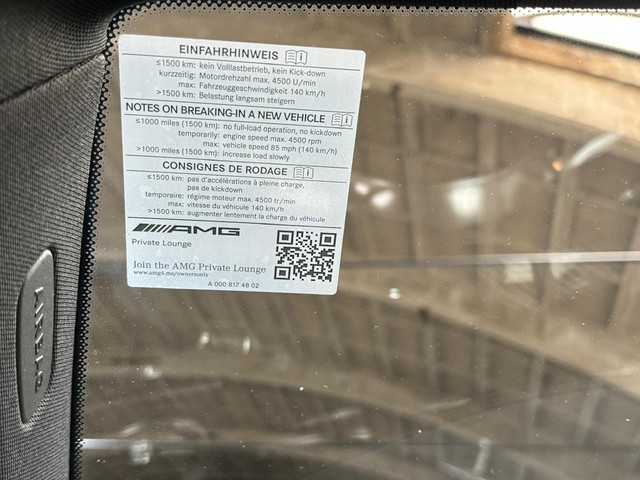 EINFAHRHINWEIS
≤1500 km: kein Volllastbetrieb, kein Kick-down
kurzzeitig: Motordrehzahl max. 4500 U/min
max: Fahrzeuggeschwindigkeit 140 km/h
>1500 km: Belastung langsam steigern
NOTES ON BREAKING-IN A NEW VEHICLE
≤1000 miles (1500 km): no full-load operation, no kickdown
temporarily: engine speed max. 4500 rpm
max: vehicle speed 85 mph (140 km/h)
>1000 miles (1500 km): increase load slowly
CONSIGNES DE RODAGE
≤1500 km: pas d'accélérations à pleine charge,
pas de kickdown
temporaire: régime moteur max. 4500 tr/min
max: vitesse du véhicule 140 km/h
>1500 km: augmenter lentement la charge du véhicule
AMG
Private Lounge
Join the AMG Private Lounge
www.amg4.me/ownersonly
A 000 817 48 02
AIRBAG